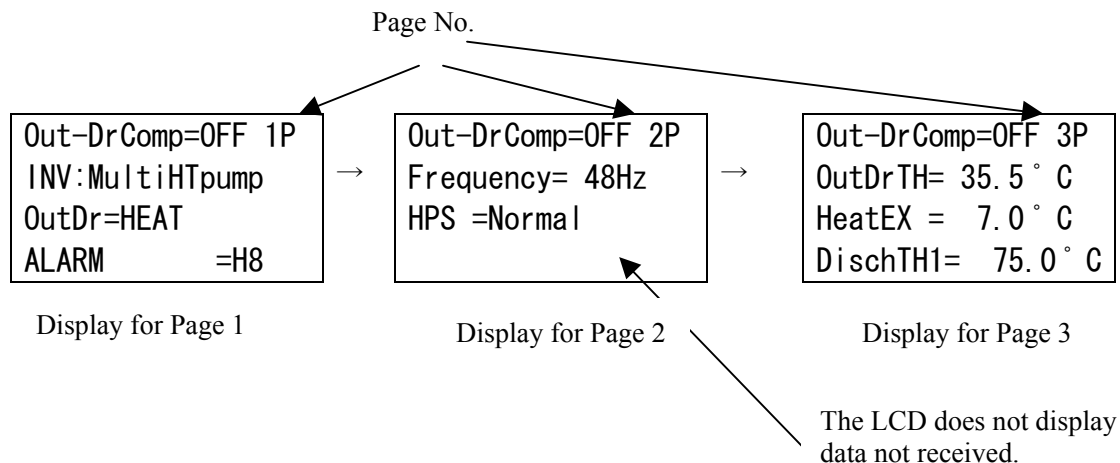 Page No.
Out-DrComp=OFF 1P
INV:MultiHTpump
OutDr=HEAT
ALARM =H8
→
Out-DrComp=OFF 2P
Frequency= 48Hz
HPS =Normal
→
Out-DrComp=OFF 3P
OutDrTH= 35.5°C
HeatEX = 7.0°C
DischTH1= 75.0°C
Display for Page 1
Display for Page 2
Display for Page 3
The LCD does not display
data not received.